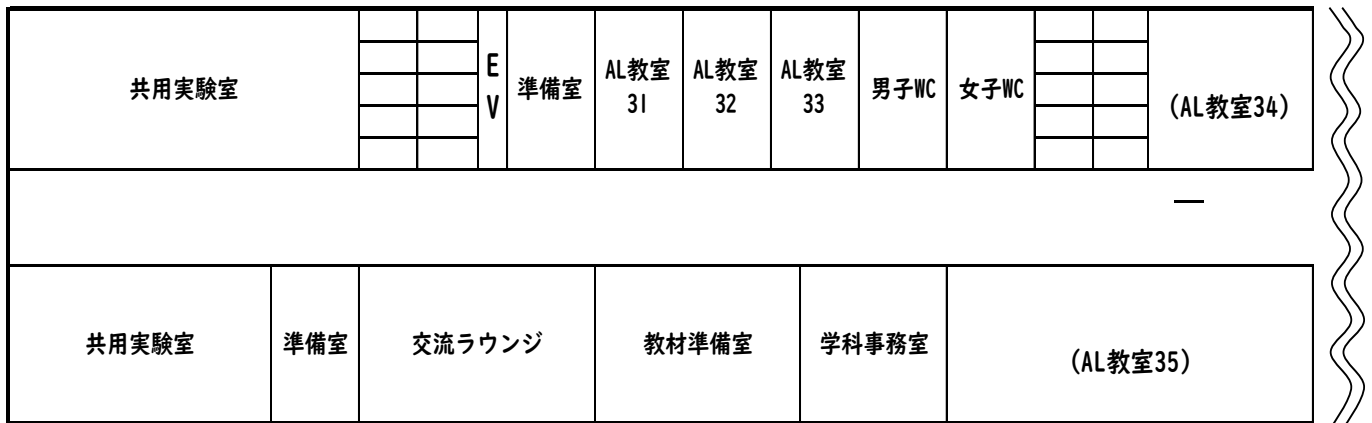 共用実験室
EV
準備室
AL教室
31
AL教室
32
AL教室
33
男子WC
女子WC
(AL教室34)
共用実験室
準備室
交流ラウンジ
教材準備室
学科事務室
(AL教室35)